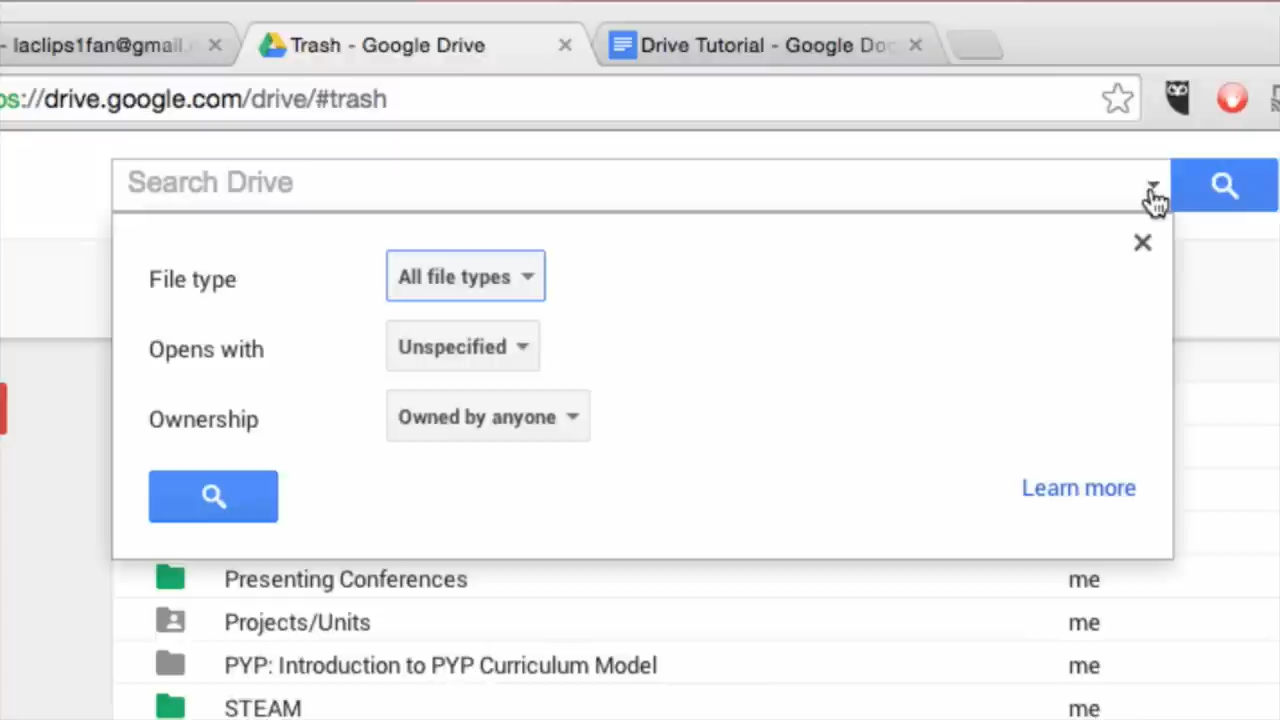 - laclips1fan@gmail. Trash - Google Drive Drive Tutorial - Google Doc
ps://drive.google.com/drive/#trash
Search Drive
File type All file types
Opens with Unspecified
Ownership Owned by anyone
Learn more
Presenting Conferences me
Projects/Units me
PYP: Introduction to PYP Curriculum Model me
STEAM me